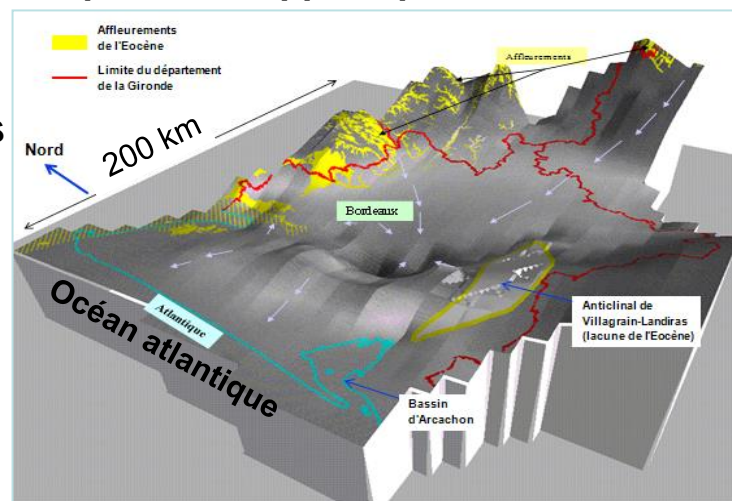 Affleurements
de l'Eocène
Limite du département
de la Gironde
Affleurements
200 km
Nord
Bordeaux
Océan atlantique
Atlantique
Anticlinal de
Villagrain-Landiras
(lacune de l'Eocène)
Bassin
d'Arcachon